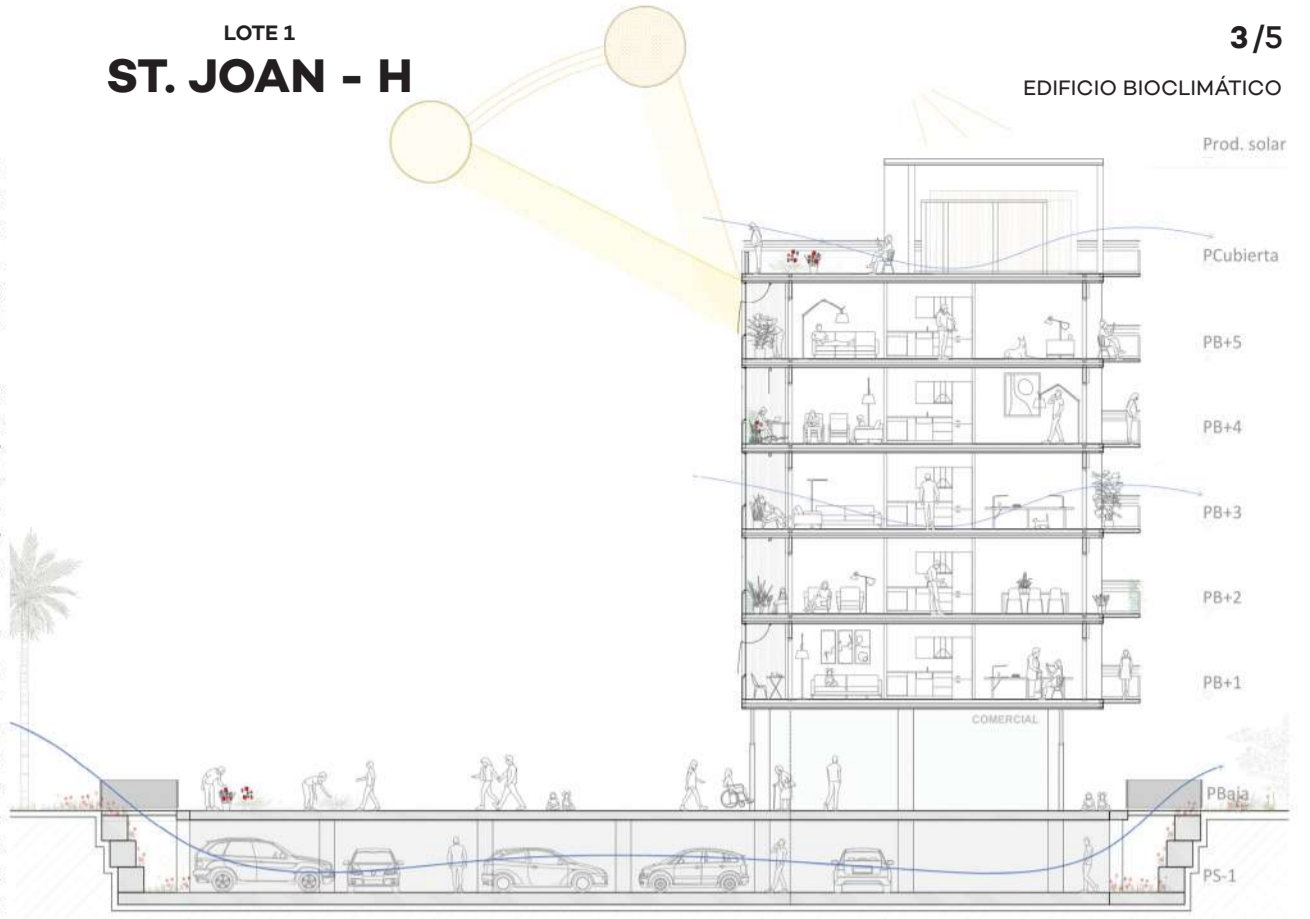 LOTE 1
ST. JOAN - H
3/5
EDIFICIO BIOCLIMÁTICO
Prod. solar
PCubierta
PB+5
PB+4
PB+3
PB+2
PB+1
COMERCIAL
PBaja
PS-1